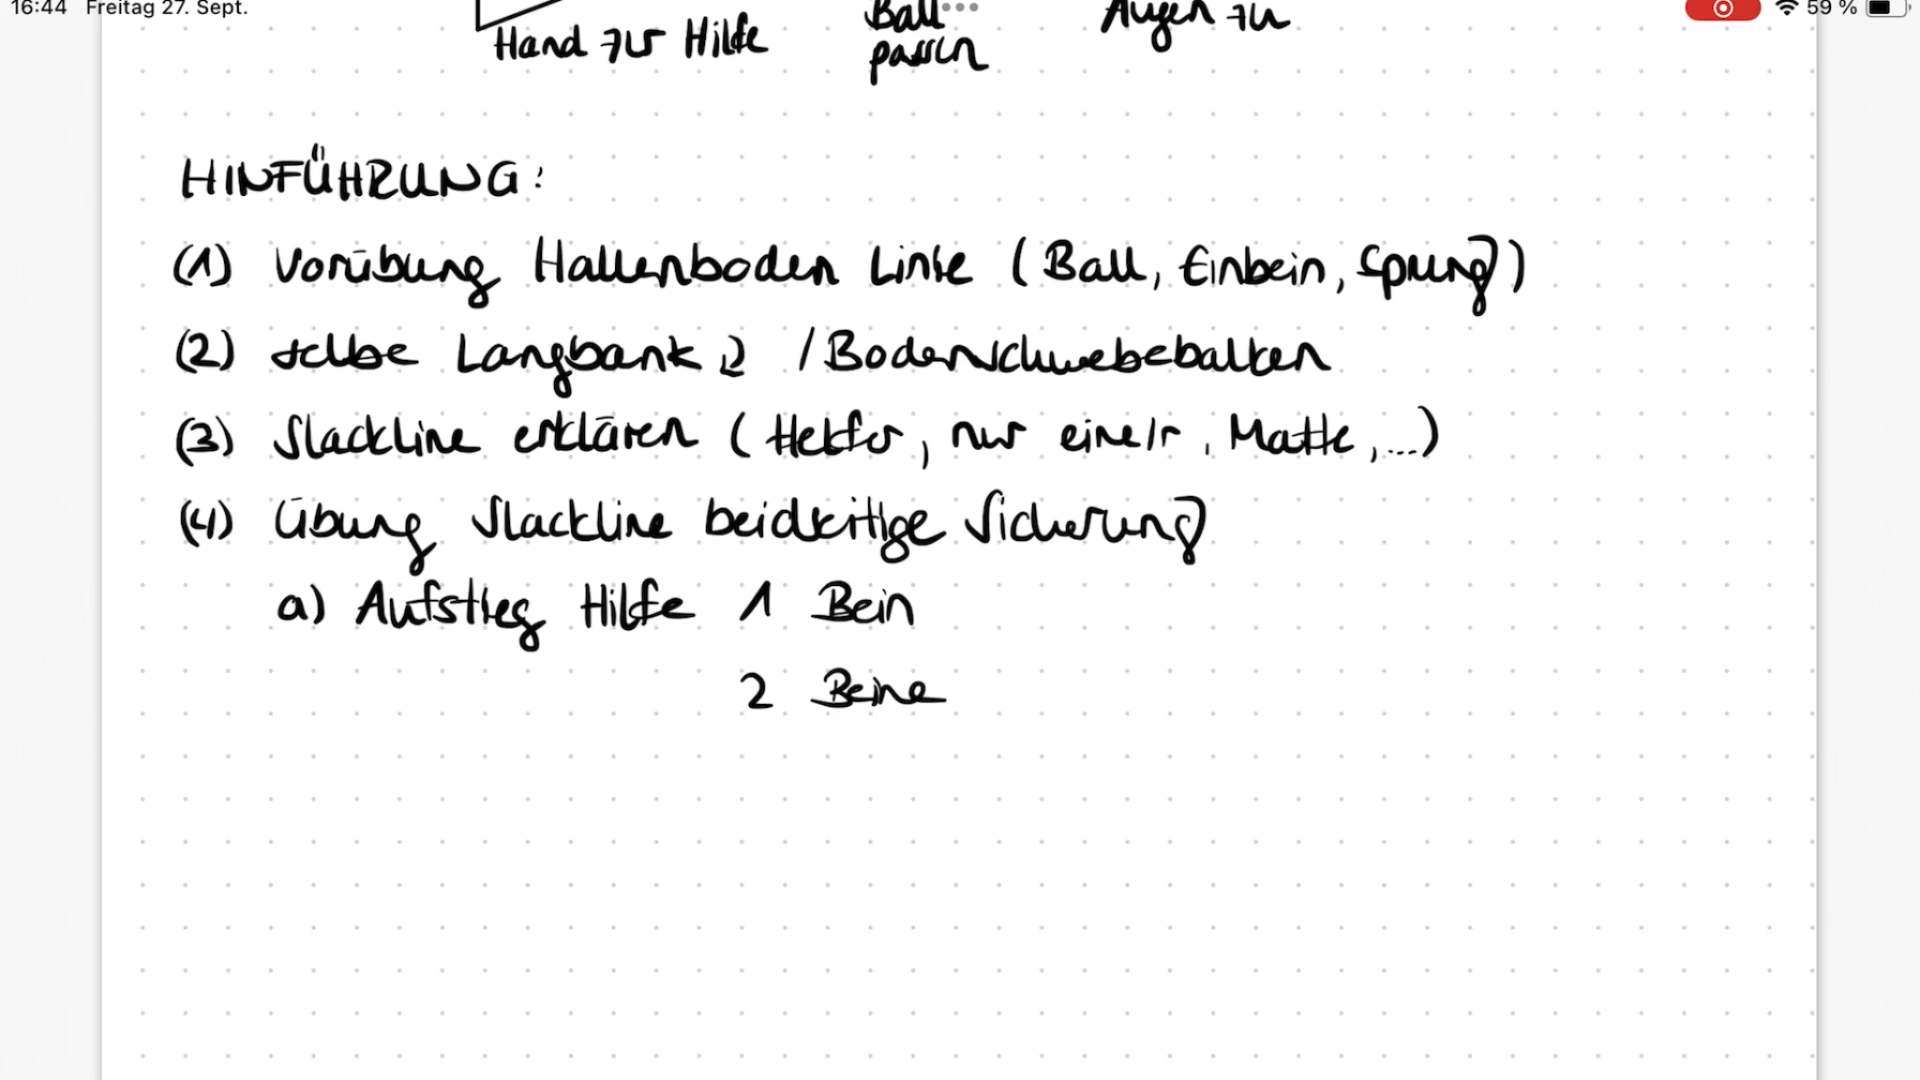 16:44 Freitag 27. Sept.
59 %
Ball
Augen zu
Hand zur Hilfe
passen
HINFÜHRUNG:
(1) Vorübung Hallenboden Linie (Ball, Einbein, Sprung)
(2) selbe Langbank / Bodenschwebebalken
(3) Slackline erklären (Helfer, nur eine/r, Matte, ...)
(4) Übung Slackline beidseitige Sicherung
a) Aufstieg Hilfe 1 Bein
2 Beine